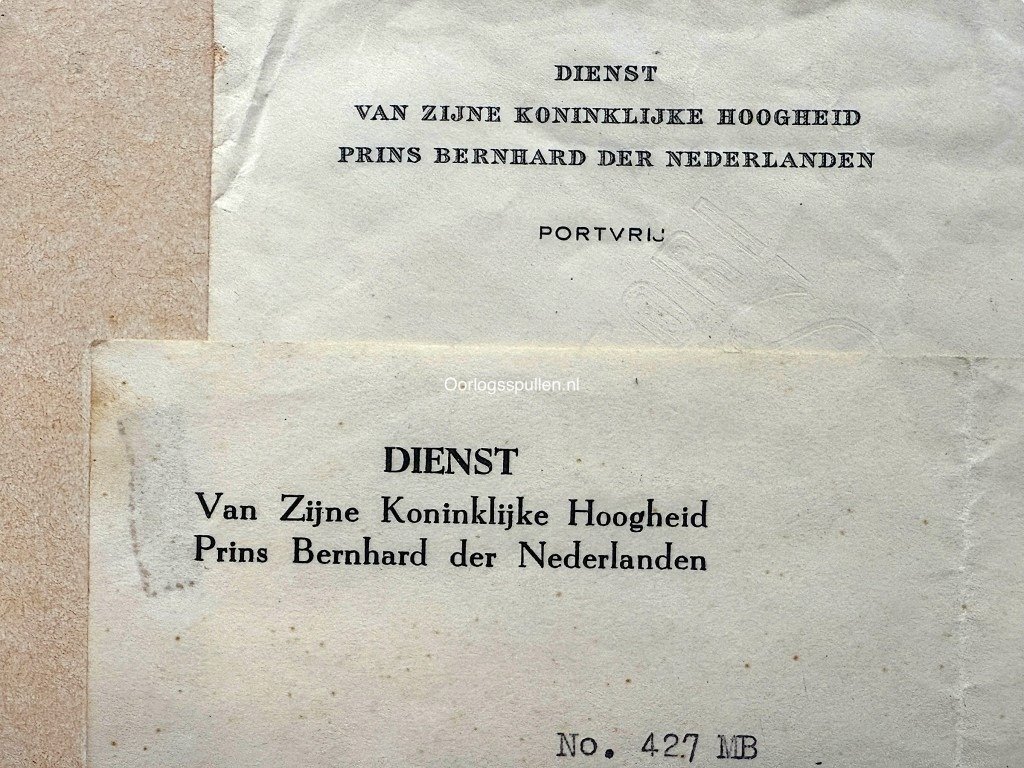 DIENST
VAN ZIJNE KONINKLIJKE HOOGHEID
PRINS BERNHARD DER NEDERLANDEN
PORTVRIJ
Oorlogsspullen.nl
DIENST
Van Zijne Koninklijke Hoogheid
Prins Bernhard der Nederlanden
No. 427 MB